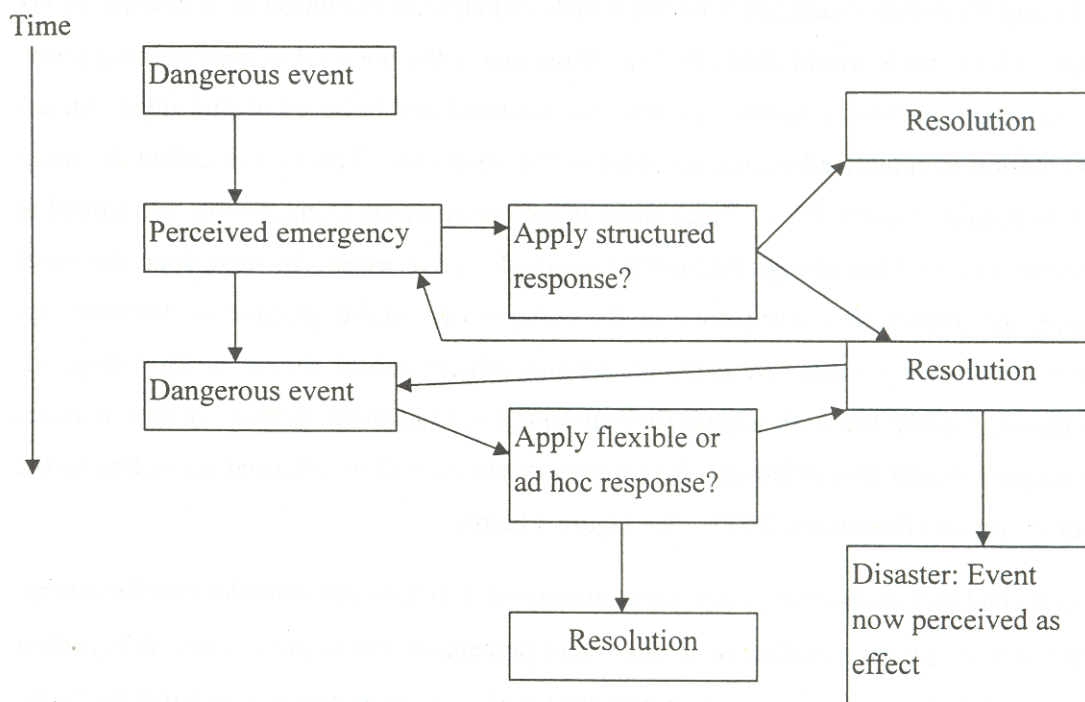 Time
Dangerous event
Resolution
Perceived emergency
Apply structured
response?
Resolution
Dangerous event
Apply flexible or
ad hoc response?
Disaster: Event
now perceived as
effect
Resolution